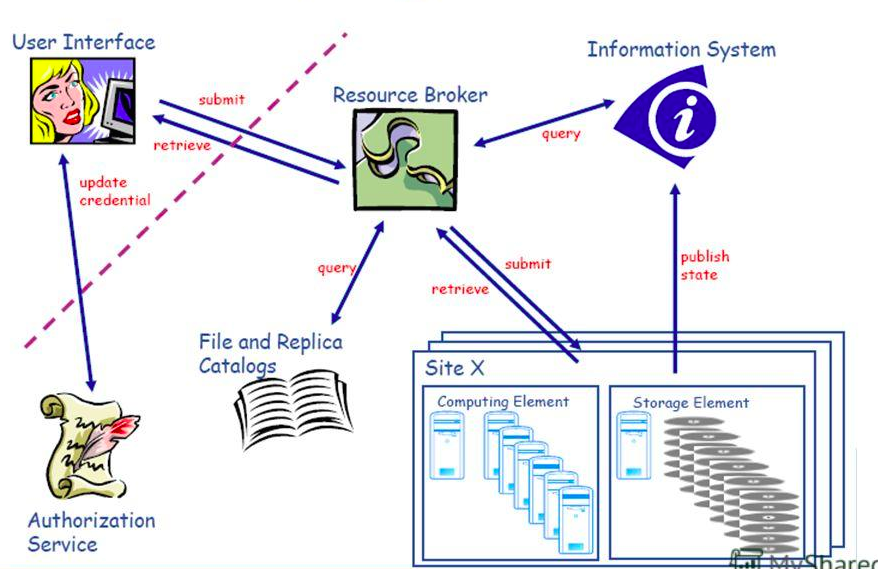 User Interface
Information System
Resource Broker
submit
retrieve
query
update
credential
query
submit
retrieve
publish
state
File and Replica
Catalogs
Site X
Computing Element
Storage Element
Authorization
Service
MyShared